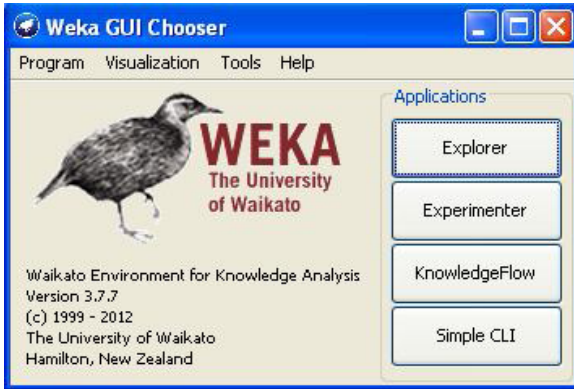 Weka GUI Chooser
Program Visualization Tools Help
WEKA
The University
of Waikato
Waikato Environment for Knowledge Analysis
Version 3.7.7
(c) 1999 - 2012
The University of Waikato
Hamilton, New Zealand
Applications
Explorer
Experimenter
KnowledgeFlow
Simple CLI